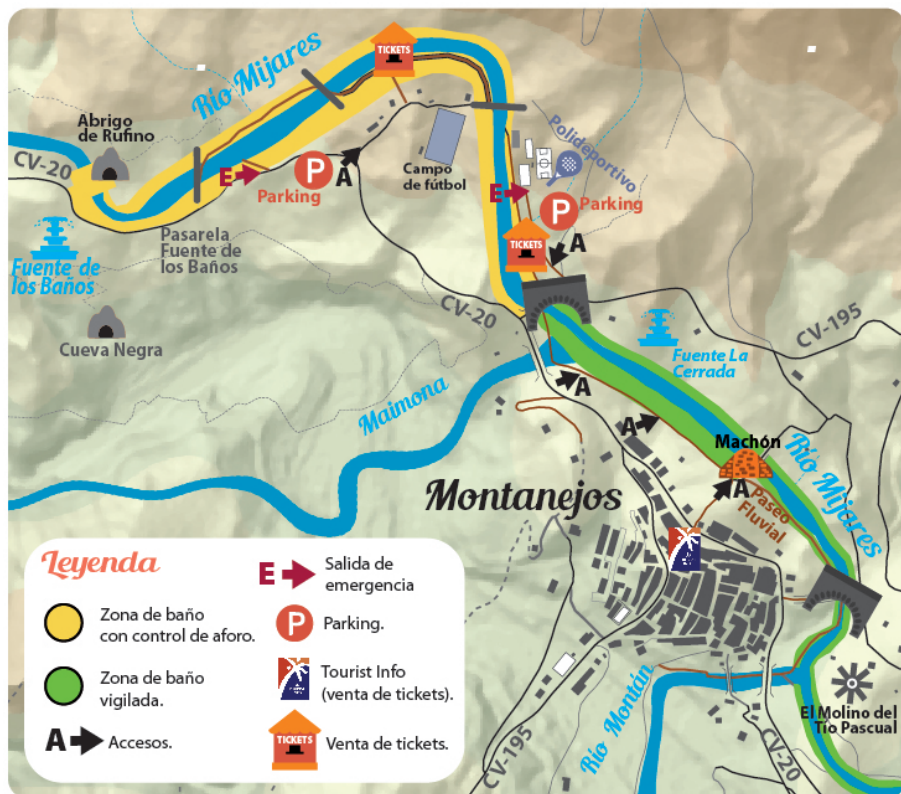 Río Mijares
TICKETS
Abrigo
de Rufino
CV-20
E
P
Parking
A
Campo
de fútbol
Polideportivo
E
P
Parking
TICKETS
A
Pasarela
Fuente de
los Baños
Fuente de
los Baños
Cueva Negra
CV-20
CV-195
Fuente La
Cerrada
Maimona
A
A
Machón
A
Río Mijares
Paseo
Fluvial
Montanejos
El Molino del
Tío Pascual
Río Montán
CV-195
CV-20
Leyenda
Zona de baño
con control de aforo.
Zona de baño
vigilada.
A
Accesos.
E
Salida de
emergencia
P
Parking.
Tourist Info
(venta de tickets).
TICKETS
Venta de tickets.